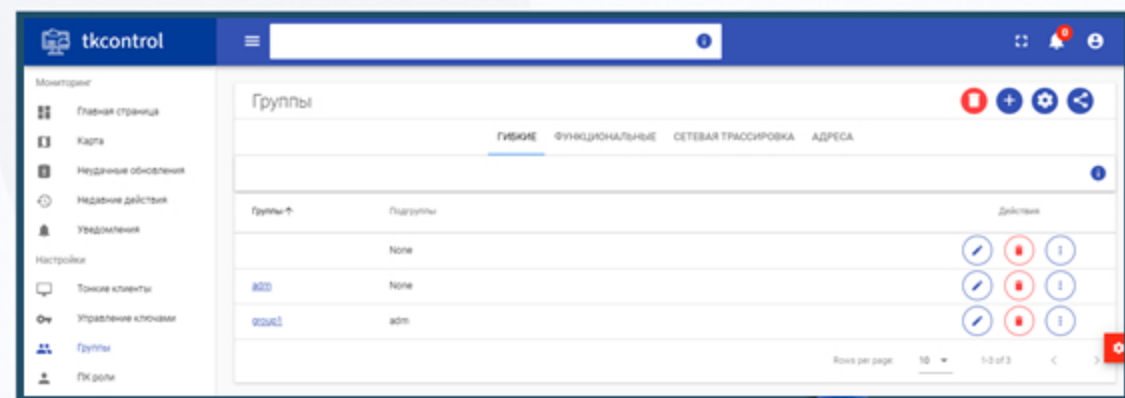 tkcontrol
0
Мониторинг
Главная страница
Карта
Неудачные обновления
Недавние действия
Уведомления
Настройки
Тонкие клиенты
Управление ключами
Группы
ПК роли
Группы
ГИБКИЕ ФУНКЦИОНАЛЬНЫЕ СЕТЕВАЯ ТРАССИРОВКА АДРЕСА
Группы Подгруппы Действия
None
adm None
group1 adm
Rows per page: 10 1-3 of 3